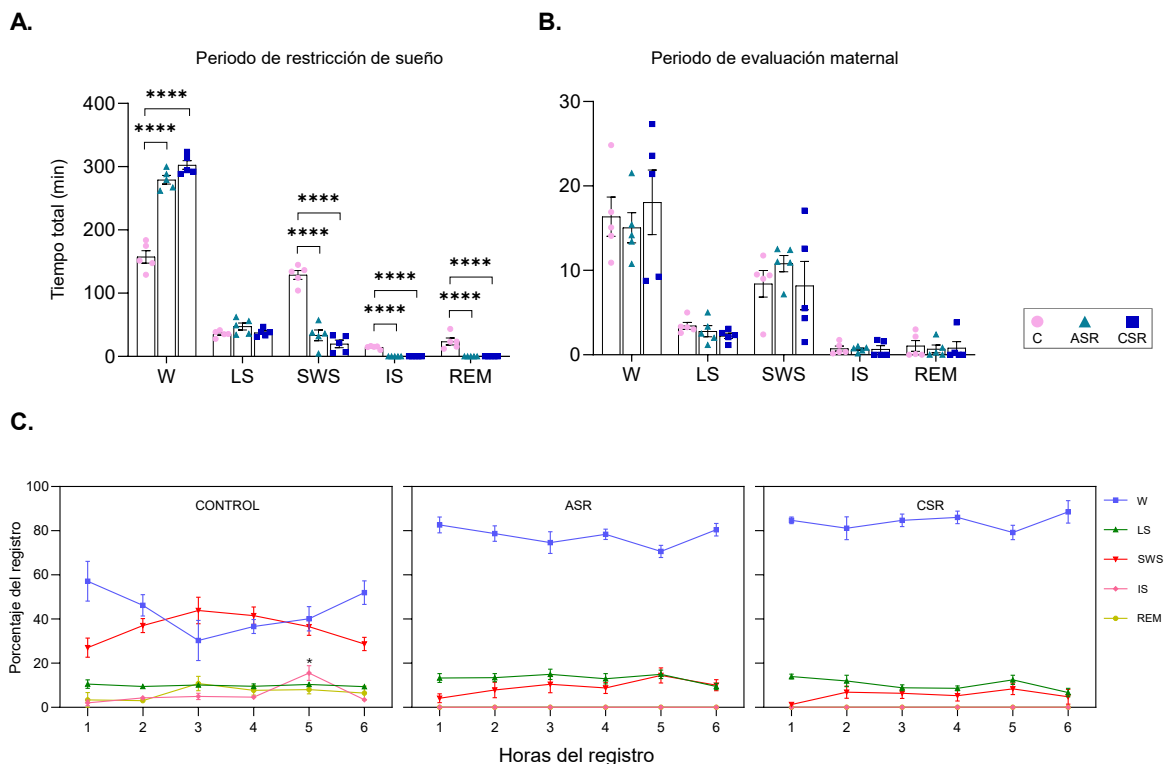 A.
B.
Periodo de restricción de sueño
Periodo de evaluación maternal
Tiempo total (min)
400
300
200
100
0
**** **** **** **** **** **** **** ****
W LS SWS IS REM
30
20
10
0
W LS SWS IS REM
C ASR CSR
C.
Porcentaje del registro
100
80
60
40
20
0
CONTROL
*
1 2 3 4 5 6
ASR
1 2 3 4 5 6
CSR
1 2 3 4 5 6
Horas del registro
W
LS
SWS
IS
REM